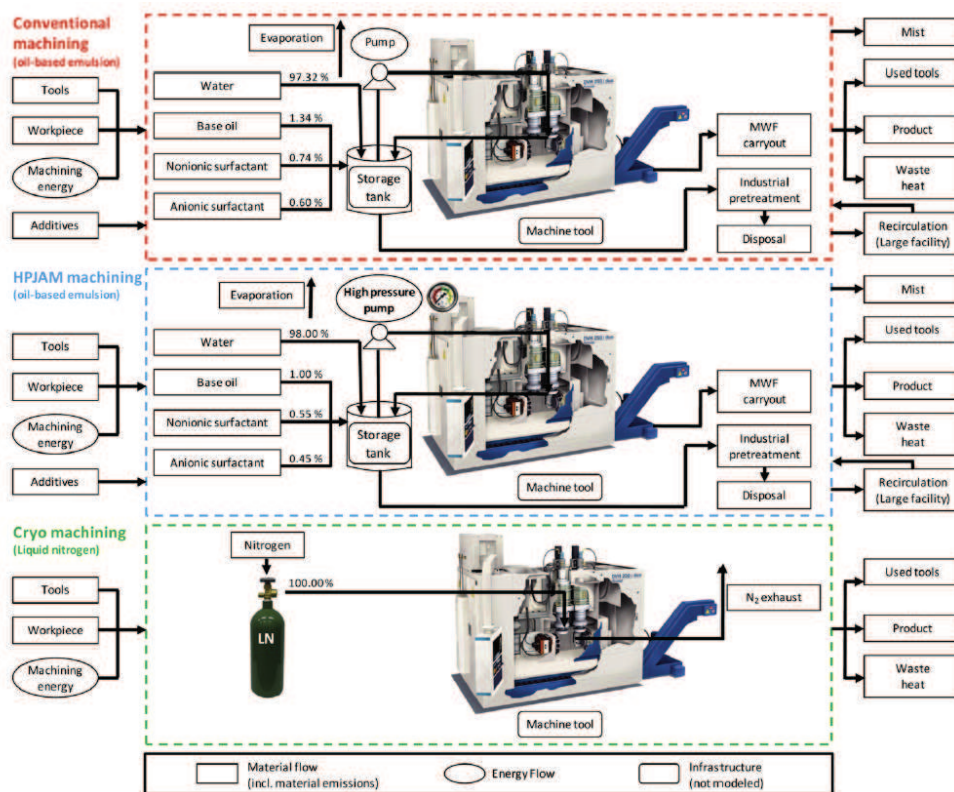 Conventional
machining
(oil-based emulsion)
Tools
Workpiece
Machining
energy
Additives
Evaporation
Pump
Water
97.32 %
Base oil
1.34 %
Nonionic surfactant
0.74 %
Anionic surfactant
0.60 %
Storage
tank
Machine tool
MWF
carryout
Industrial
pretreatment
Disposal
Mist
Used tools
Product
Waste
heat
Recirculation
(Large facility)
HPJAM machining
(oil-based emulsion)
Tools
Workpiece
Machining
energy
Additives
Evaporation
High pressure
pump
Water
98.00 %
Base oil
1.00 %
Nonionic surfactant
0.55 %
Anionic surfactant
0.45 %
Storage
tank
Machine tool
MWF
carryout
Industrial
pretreatment
Disposal
Mist
Used tools
Product
Waste
heat
Recirculation
(Large facility)
Cryo machining
(Liquid nitrogen)
Tools
Workpiece
Machining
energy
Nitrogen
100.00%
LN
Machine tool
N₂ exhaust
Used tools
Product
Waste
heat
Material flow
(incl. material emissions)
Energy Flow
Infrastructure
(not modeled)